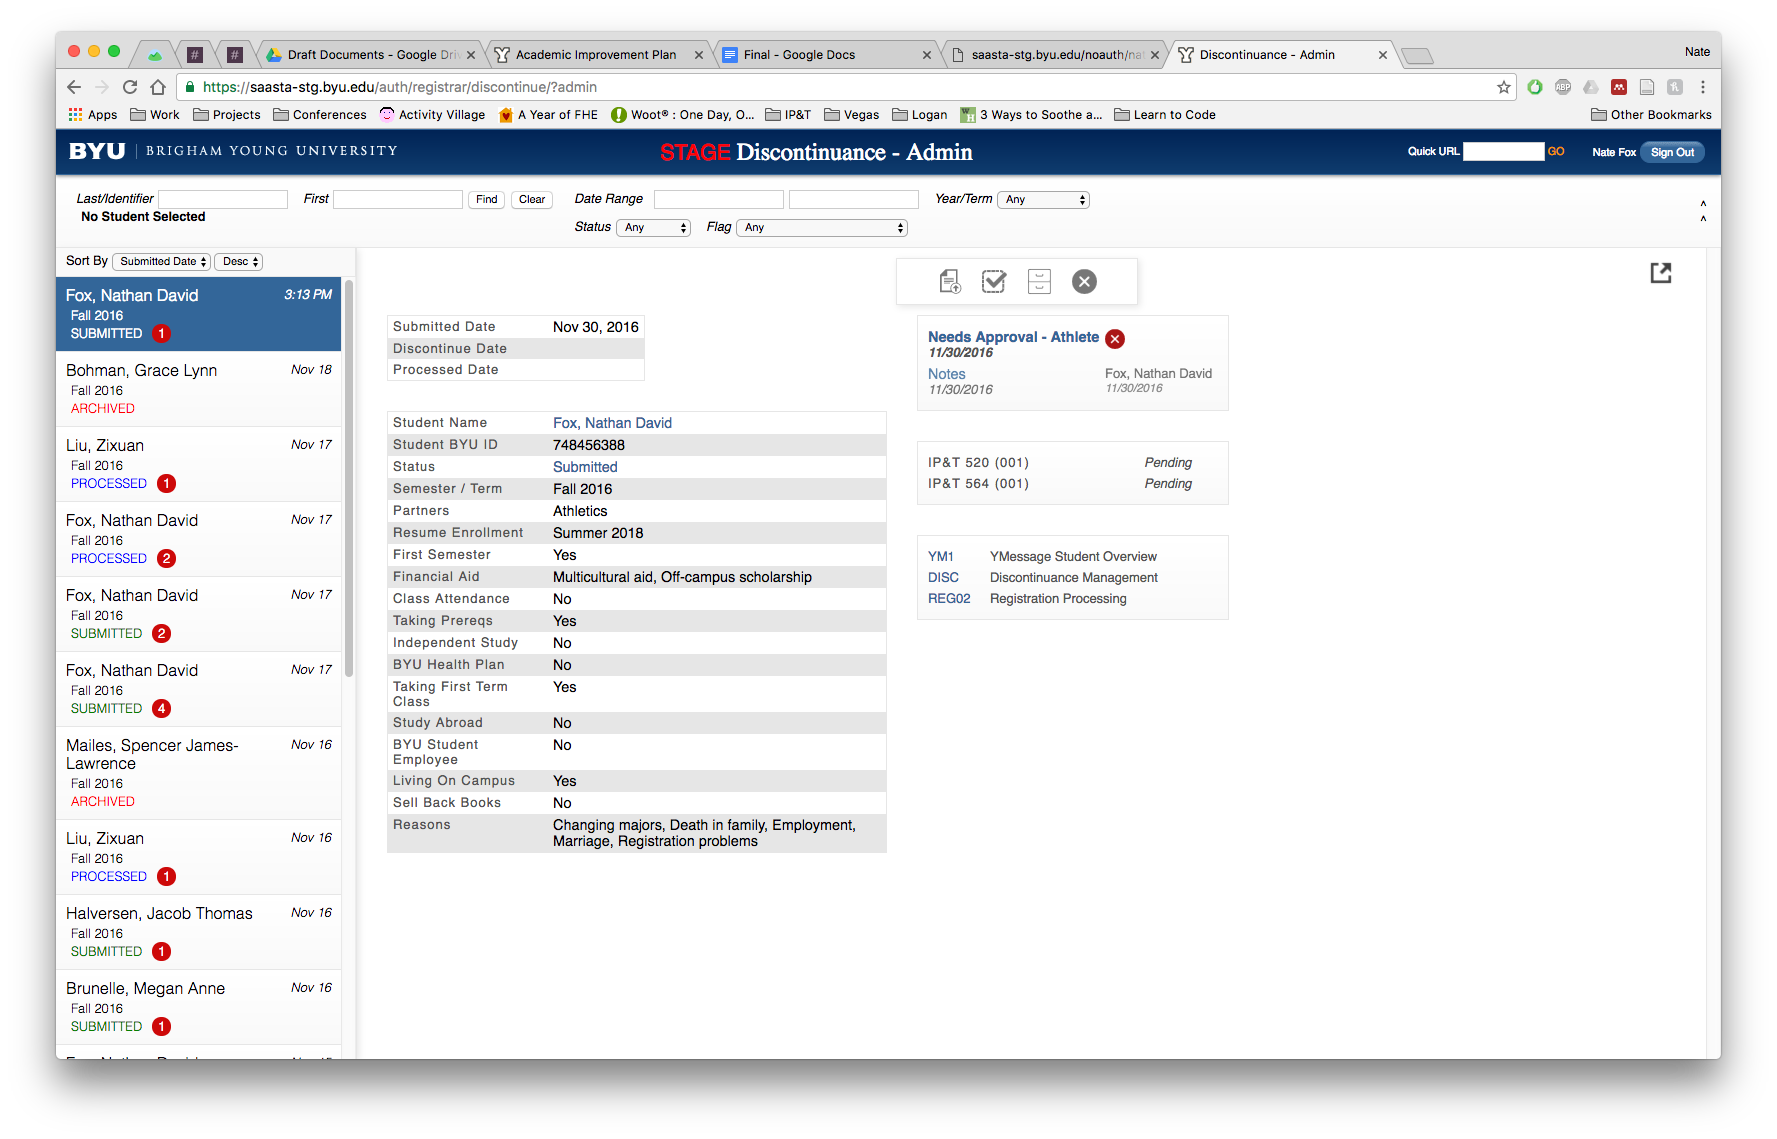 Draft Documents - Google Driv
Academic Improvement Plan
Final - Google Docs
saasta-stg.byu.edu/noauth/nat
Discontinuance - Admin
Nate
https://saasta-stg.byu.edu/auth/registrar/discontinue/?admin
Apps
Work
Projects
Conferences
Activity Village
A Year of FHE
Woot® : One Day, O...
IP&T
Vegas
Logan
3 Ways to Soothe a...
Learn to Code
Other Bookmarks
BYU BRIGHAM YOUNG UNIVERSITY
STAGE Discontinuance - Admin
Quick URL GO
Nate Fox Sign Out
Last/Identifier First Find Clear Date Range Year/Term Any
No Student Selected
Status Any Flag Any
Sort By Submitted Date Desc
Fox, Nathan David 3:13 PM
Fall 2016
SUBMITTED 1
Bohman, Grace Lynn Nov 18
Fall 2016
ARCHIVED
Liu, Zixuan Nov 17
Fall 2016
PROCESSED 1
Fox, Nathan David Nov 17
Fall 2016
PROCESSED 2
Fox, Nathan David Nov 17
Fall 2016
SUBMITTED 2
Fox, Nathan David Nov 17
Fall 2016
SUBMITTED 4
Mailes, Spencer James- Nov 16
Lawrence
Fall 2016
ARCHIVED
Liu, Zixuan Nov 16
Fall 2016
PROCESSED 1
Halversen, Jacob Thomas Nov 16
Fall 2016
SUBMITTED 1
Brunelle, Megan Anne Nov 16
Fall 2016
SUBMITTED 1
Submitted Date Nov 30, 2016
Discontinue Date
Processed Date
Student Name Fox, Nathan David
Student BYU ID 748456388
Status Submitted
Semester / Term Fall 2016
Partners Athletics
Resume Enrollment Summer 2018
First Semester Yes
Financial Aid Multicultural aid, Off-campus scholarship
Class Attendance No
Taking Prereqs Yes
Independent Study No
BYU Health Plan No
Taking First Term Yes
Class
Study Abroad No
BYU Student No
Employee
Living On Campus Yes
Sell Back Books No
Reasons Changing majors, Death in family, Employment,
Marriage, Registration problems
Needs Approval - Athlete
11/30/2016
Notes Fox, Nathan David
11/30/2016 11/30/2016
IP&T 520 (001) Pending
IP&T 564 (001) Pending
YM1 YMessage Student Overview
DISC Discontinuance Management
REG02 Registration Processing